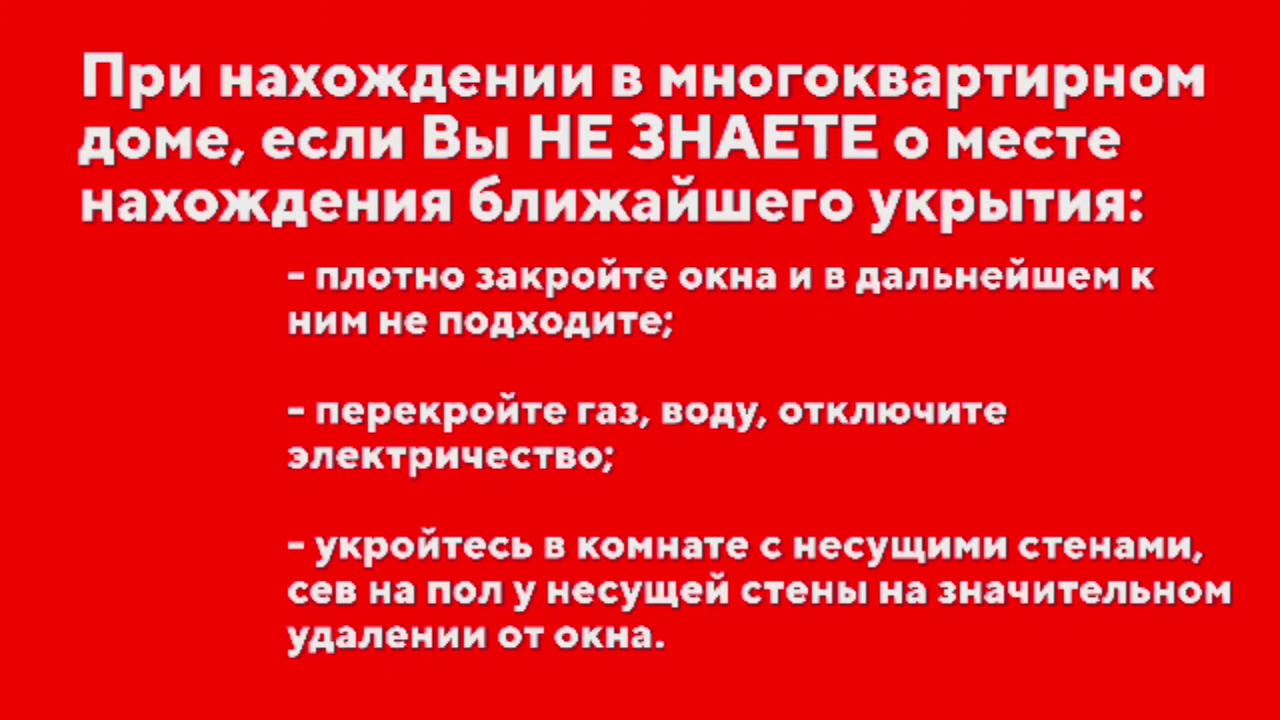 При нахождении в многоквартирном
доме, если Вы НЕ ЗНАЕТЕ о месте
нахождения ближайшего укрытия:
- плотно закройте окна и в дальнейшем к
ним не подходите;
- перекройте газ, воду, отключите
электричество;
- укройтесь в комнате с несущими стенами,
сев на пол у несущей стены на значительном
удалении от окна.